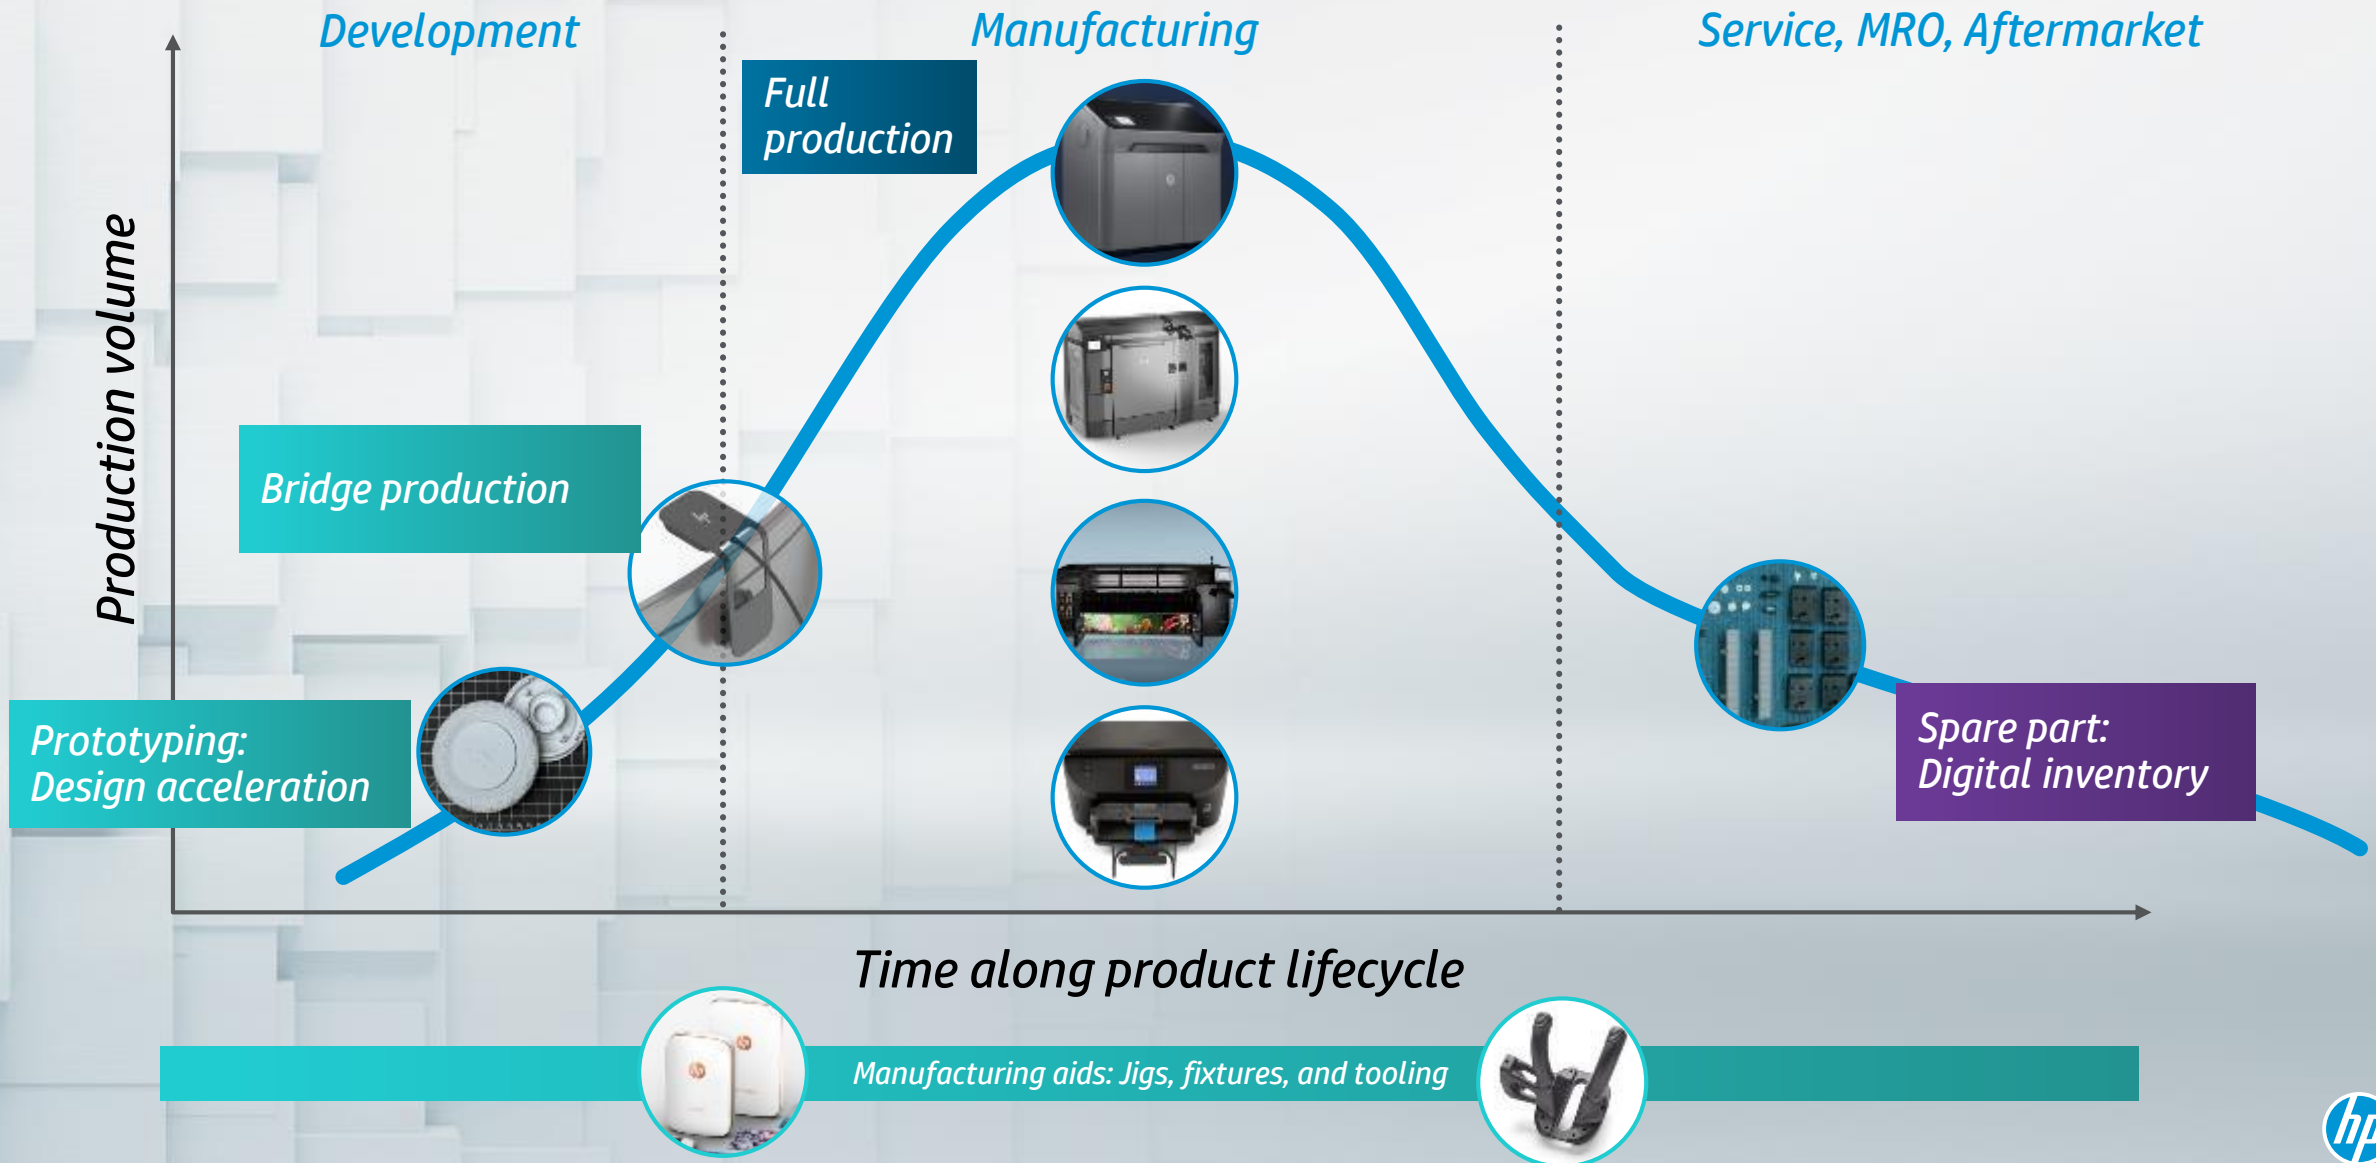 Development
Manufacturing
Service, MRO, Aftermarket
Full
production
Production volume
Bridge production
Prototyping:
Design acceleration
Spare part:
Digital inventory
Time along product lifecycle
Manufacturing aids: Jigs, fixtures, and tooling
hp